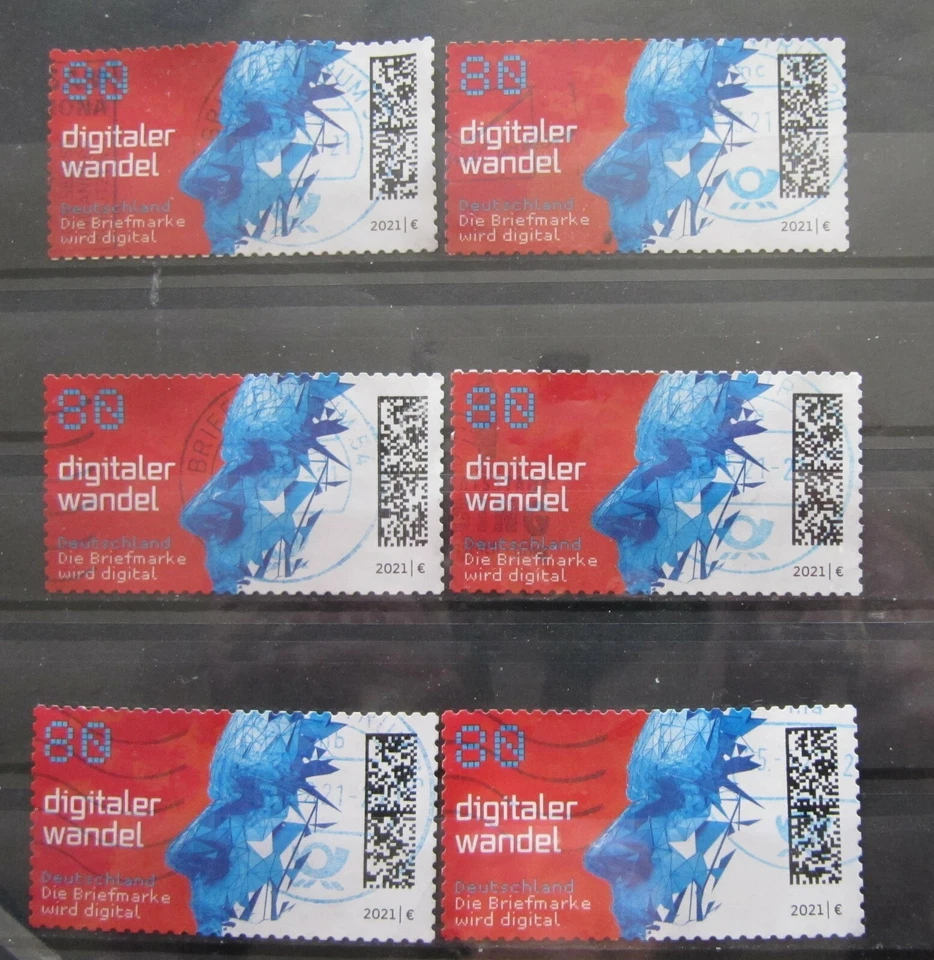 80
digitaler
wandel
Deutschland
Die Briefmarke
wird digital
2021 | €
80
digitaler
wandel
Deutschland
Die Briefmarke
wird digital
2021 | €
80
digitaler
wandel
Deutschland
Die Briefmarke
wird digital
2021 | €
80
digitaler
wandel
Deutschland
Die Briefmarke
wird digital
2021 | €
80
digitaler
wandel
Deutschland
Die Briefmarke
wird digital
2021 | €
80
digitaler
wandel
Deutschland
Die Briefmarke
wird digital
2021 | €